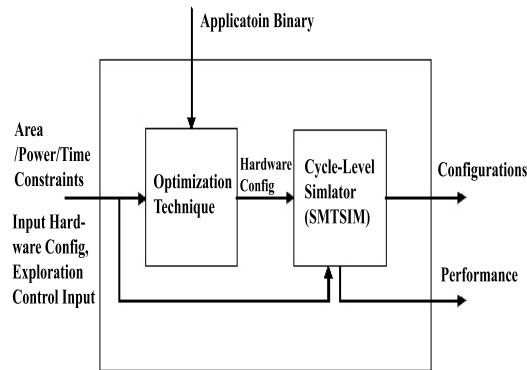 Applicatoin Binary
Area
/Power/Time
Constraints
Input Hard-
ware Config,
Exploration
Control Input
Optimization
Technique
Hardware
Config
Cycle-Level
Simlator
(SMTSIM)
Configurations
Performance